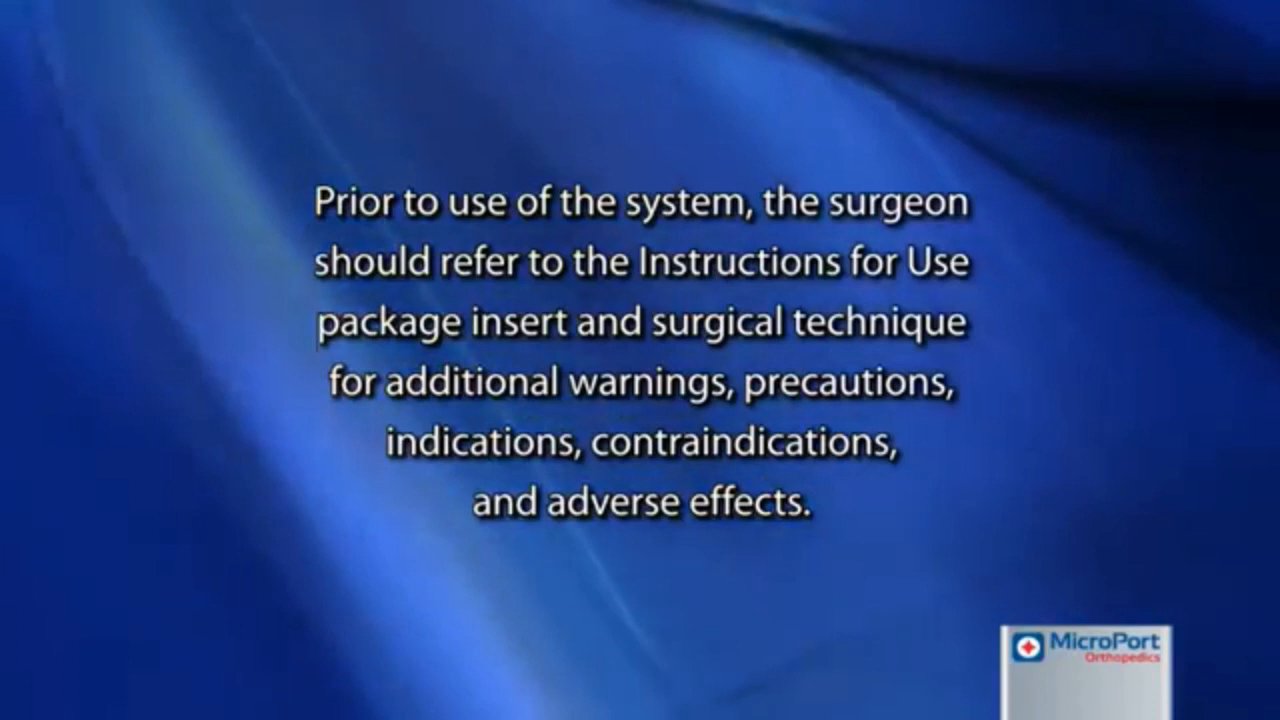 Prior to use of the system, the surgeon
should refer to the Instructions for Use
package insert and surgical technique
for additional warnings, precautions,
indications, contraindications,
and adverse effects.
MicroPort
Orthopedics